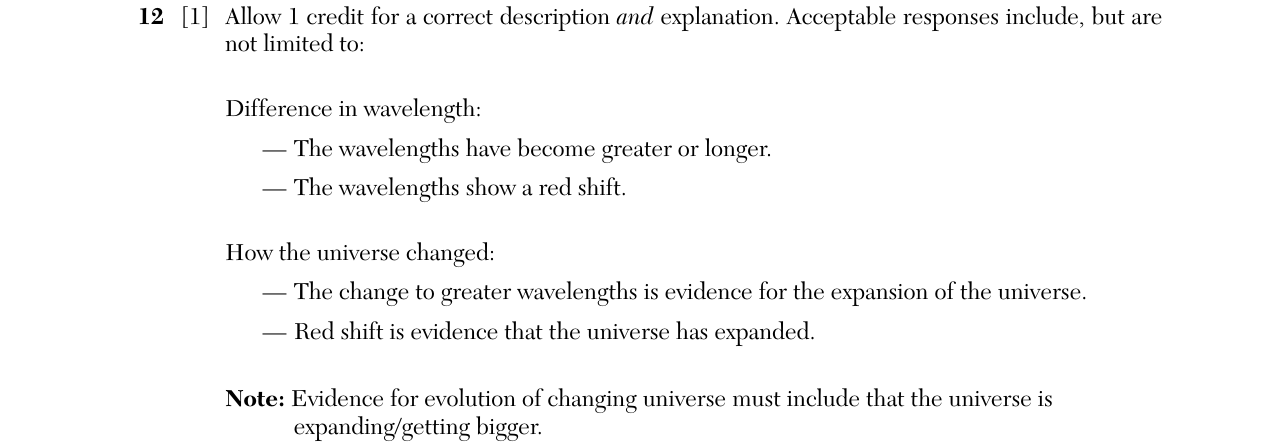 12 [1] Allow 1 credit for a correct description and explanation. Acceptable responses include, but are
not limited to:
Difference in wavelength:
— The wavelengths have become greater or longer.
— The wavelengths show a red shift.
How the universe changed:
— The change to greater wavelengths is evidence for the expansion of the universe.
— Red shift is evidence that the universe has expanded.
Note: Evidence for evolution of changing universe must include that the universe is
expanding/getting bigger.